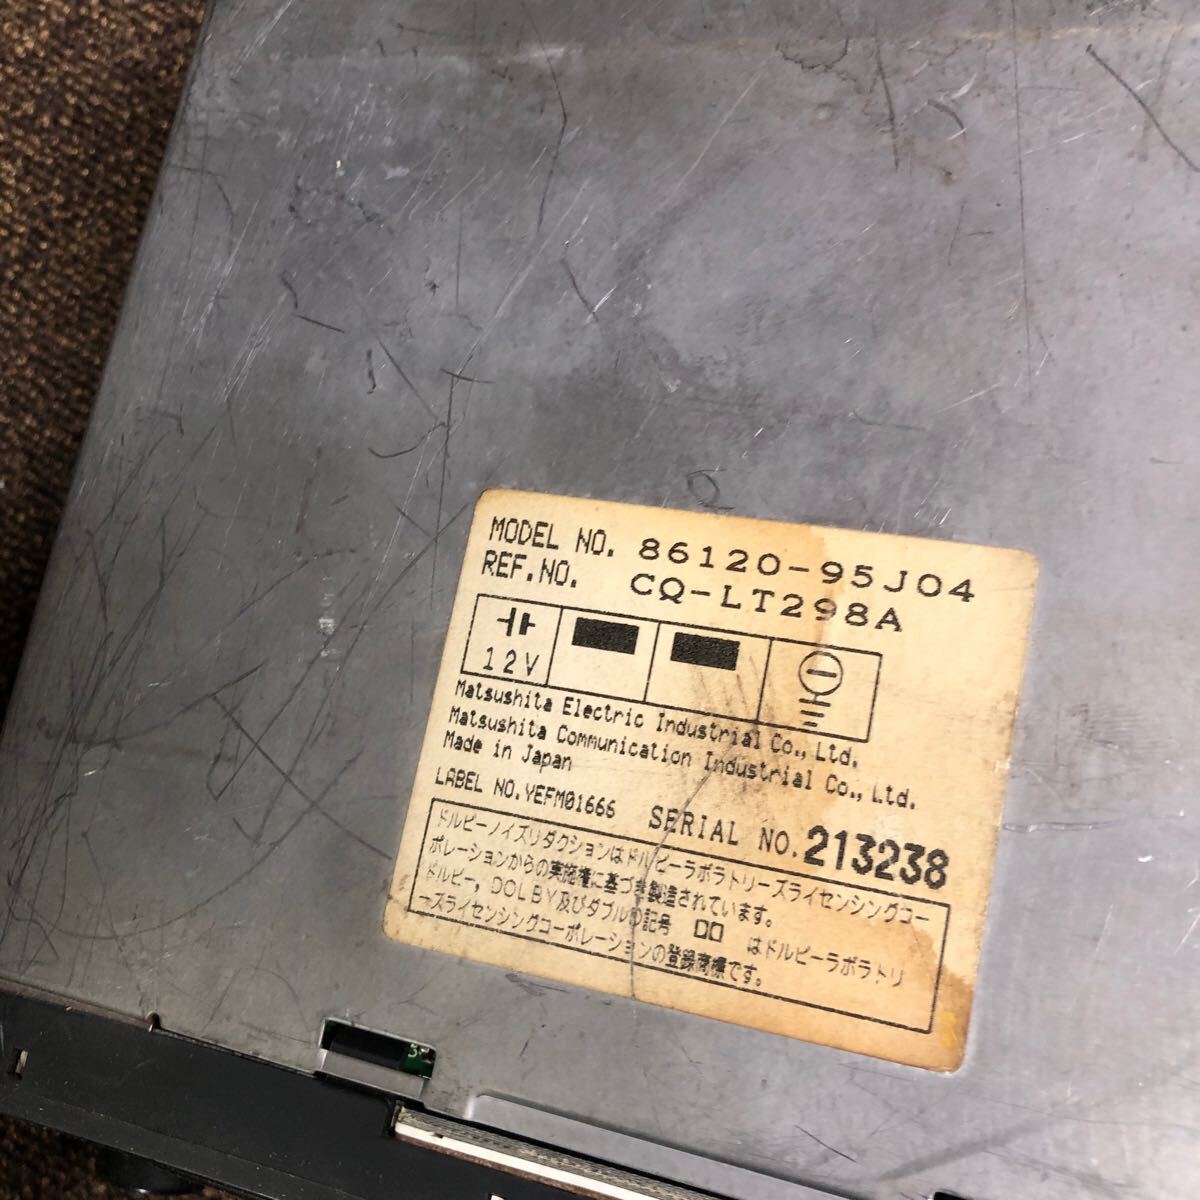 MODEL NO. 86120-95J04
REF.NO. CQ-LT298A
12V
Matsushita Electric Industrial Co., Ltd.
Matsushita Communication Industrial Co., Ltd.
Made in Japan
LABEL NO.YEFM01666 SERIAL NO.213238
ドルビーノイズリダクションはドルビーラボラトリーズライセンシングコー
ポレーションからの実施権に基づき製造されています。
ドルビー, DOLBY及びダブルDの記号 はドルビーラボラトリ
ーズライセンシングコーポレーションの登録商標です。